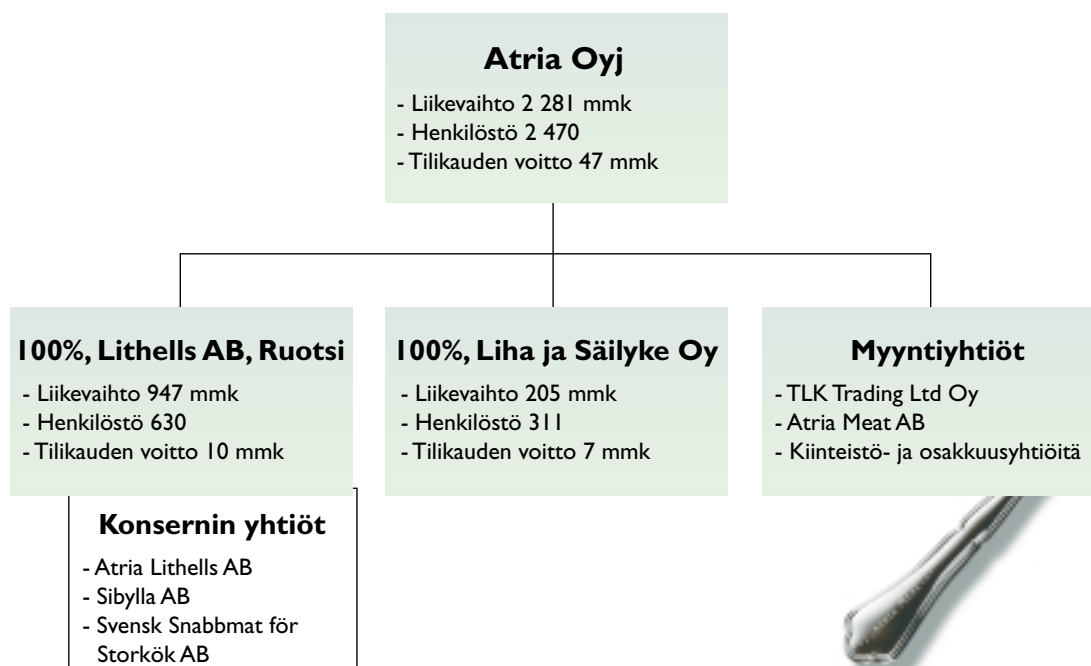 Atria Oyj
- Liikevaihto 2 281 mmk
- Henkilöstö 2 470
- Tilikauden voitto 47 mmk
100%, Lithells AB, Ruotsi
- Liikevaihto 947 mmk
- Henkilöstö 630
- Tilikauden voitto 10 mmk
100%, Liha ja Säilyke Oy
- Liikevaihto 205 mmk
- Henkilöstö 311
- Tilikauden voitto 7 mmk
Myyntiyhtiöt
- TLK Trading Ltd Oy
- Atria Meat AB
- Kiinteistö- ja osakkuusyhtiöitä
Konsernin yhtiöt
- Atria Lithells AB
- Sibylla AB
- Svensk Snabbmat för
Storkök AB